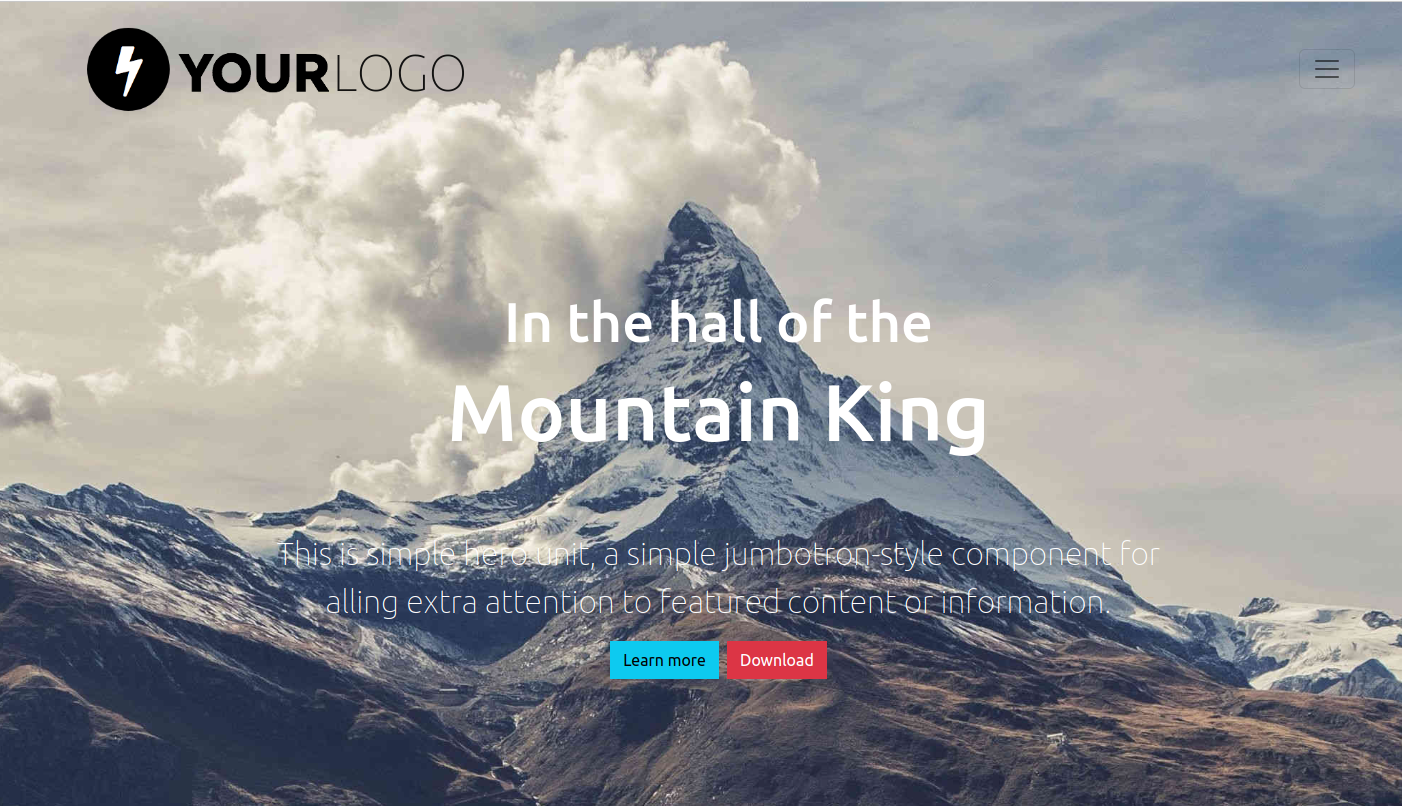 YOURLOGO
In the hall of the
Mountain King
This is simple hero unit, a simple jumbotron-style component for
alling extra attention to featured content or information.
Learn more Download